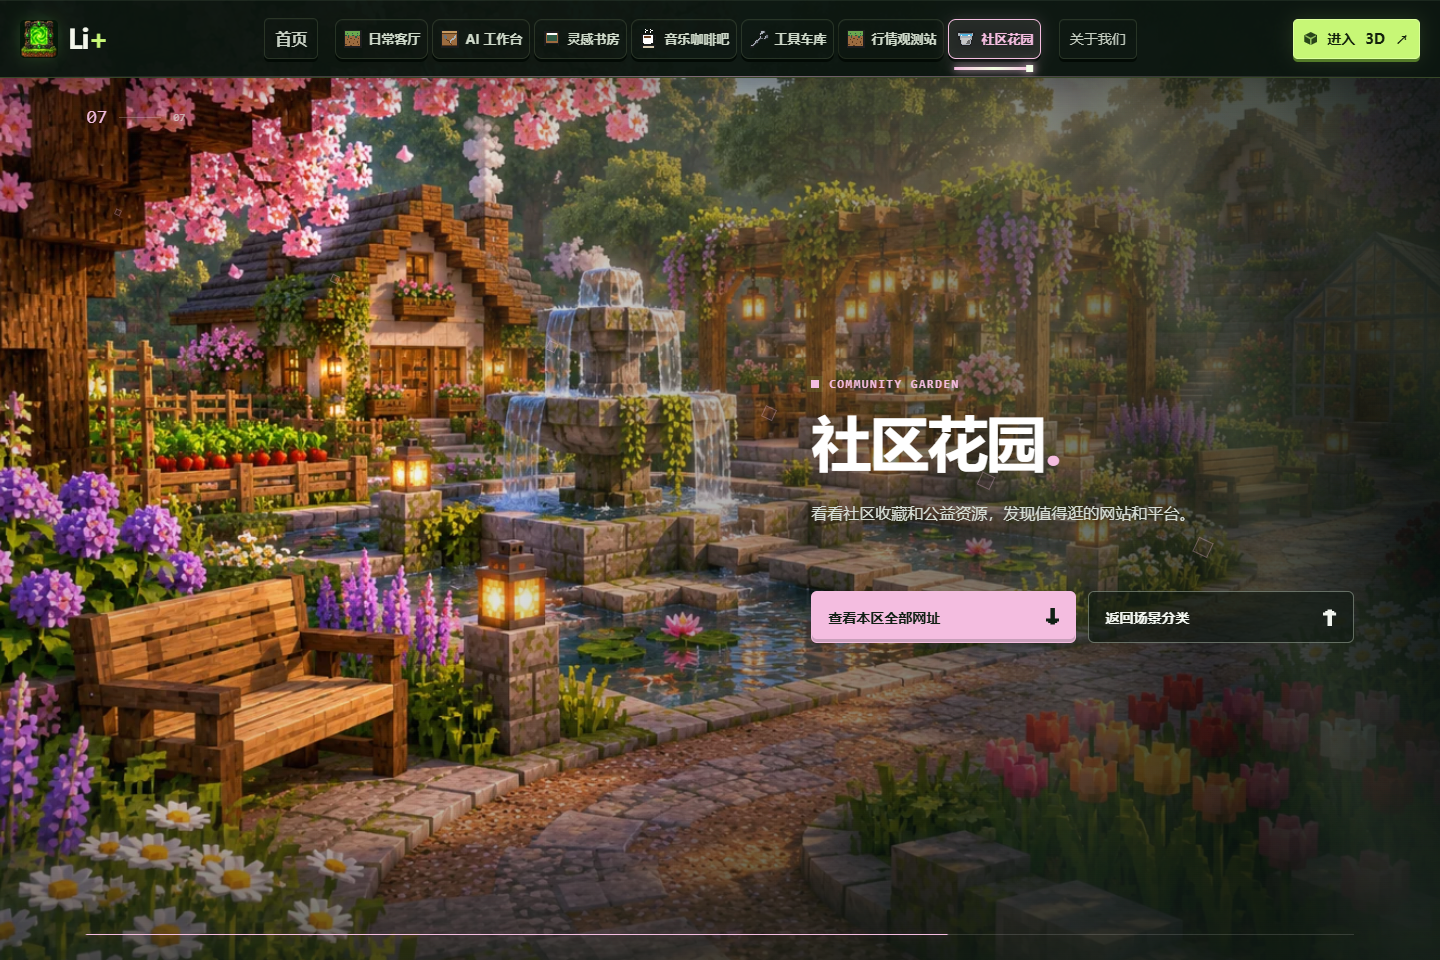 Li+
首页
日常客厅
AI 工作台
灵感书房
音乐咖啡吧
工具车库
行情观测站
社区花园
关于我们
进入 3D ↗
07
07
COMMUNITY GARDEN
社区花园.
看看社区收藏和公益资源，发现值得逛的网站和平台。
查看本区全部网址
返回场景分类